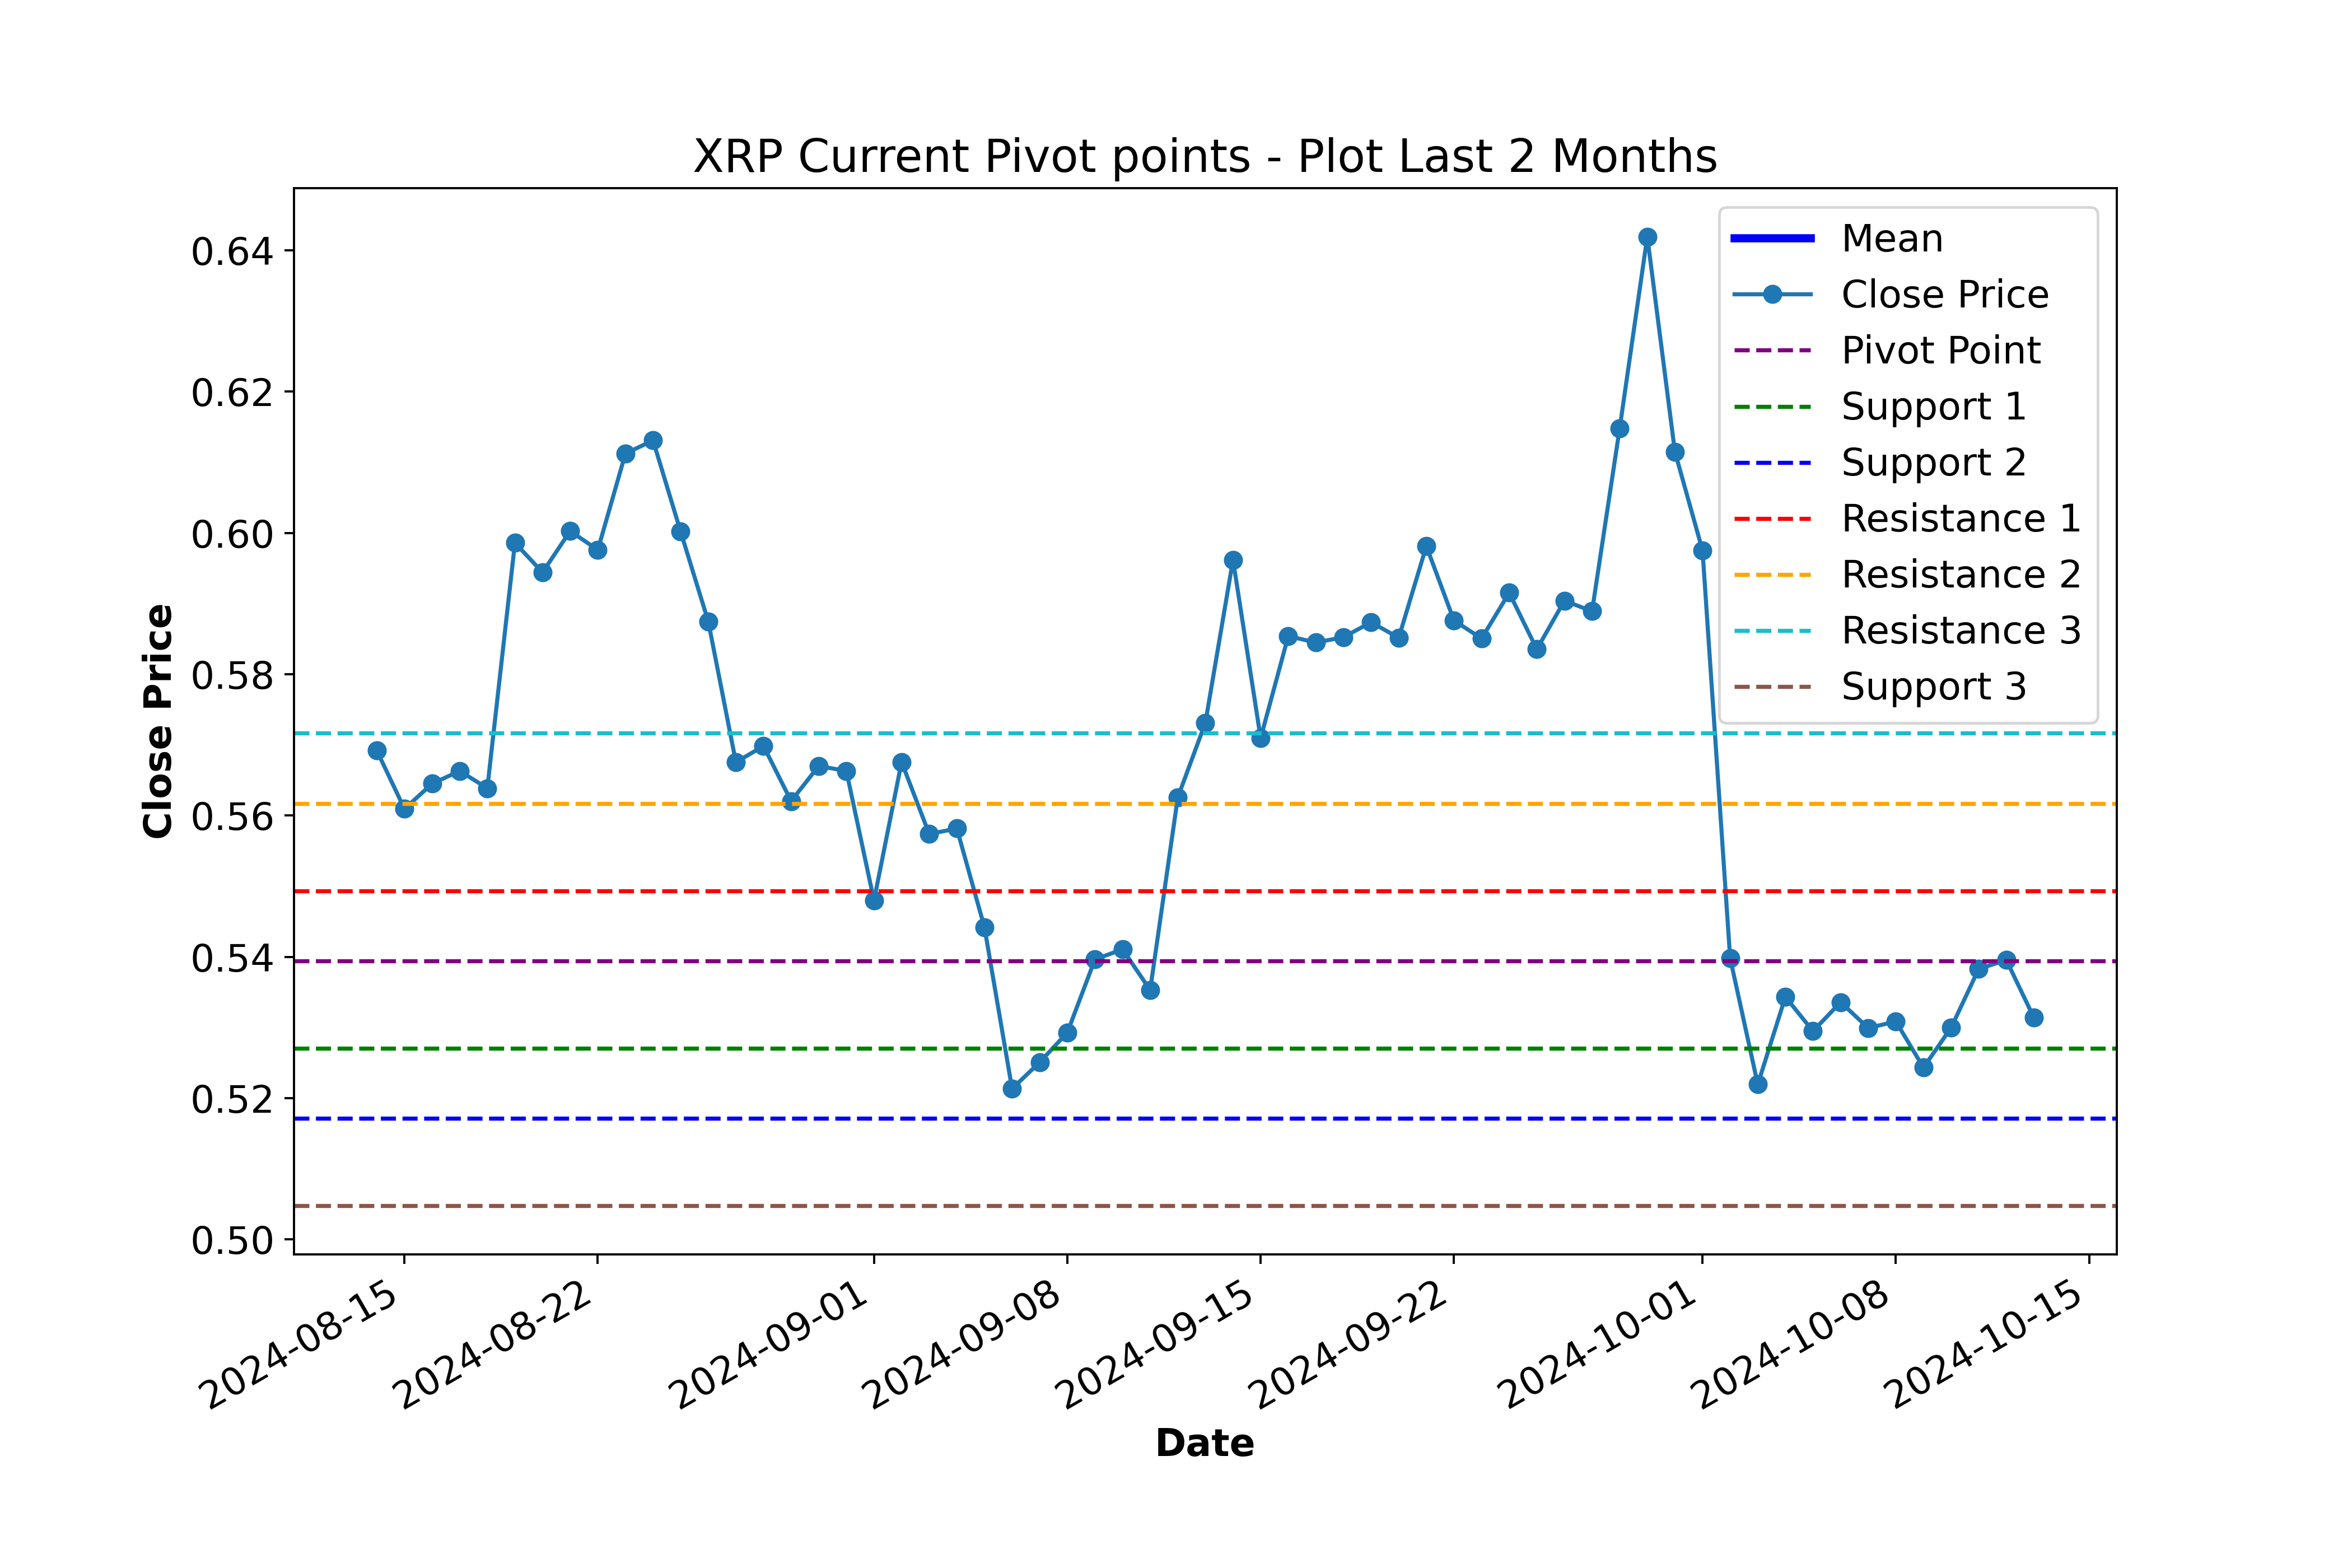 XRP Current Pivot points - Plot Last 2 Months
Close Price
0.64
0.62
0.60
0.58
0.56
0.54
0.52
0.50
Mean
Close Price
Pivot Point
Support 1
Support 2
Resistance 1
Resistance 2
Resistance 3
Support 3
2024-08-15
2024-08-22
2024-09-01
2024-09-08
2024-09-15
2024-09-22
2024-10-01
2024-10-08
2024-10-15
Date